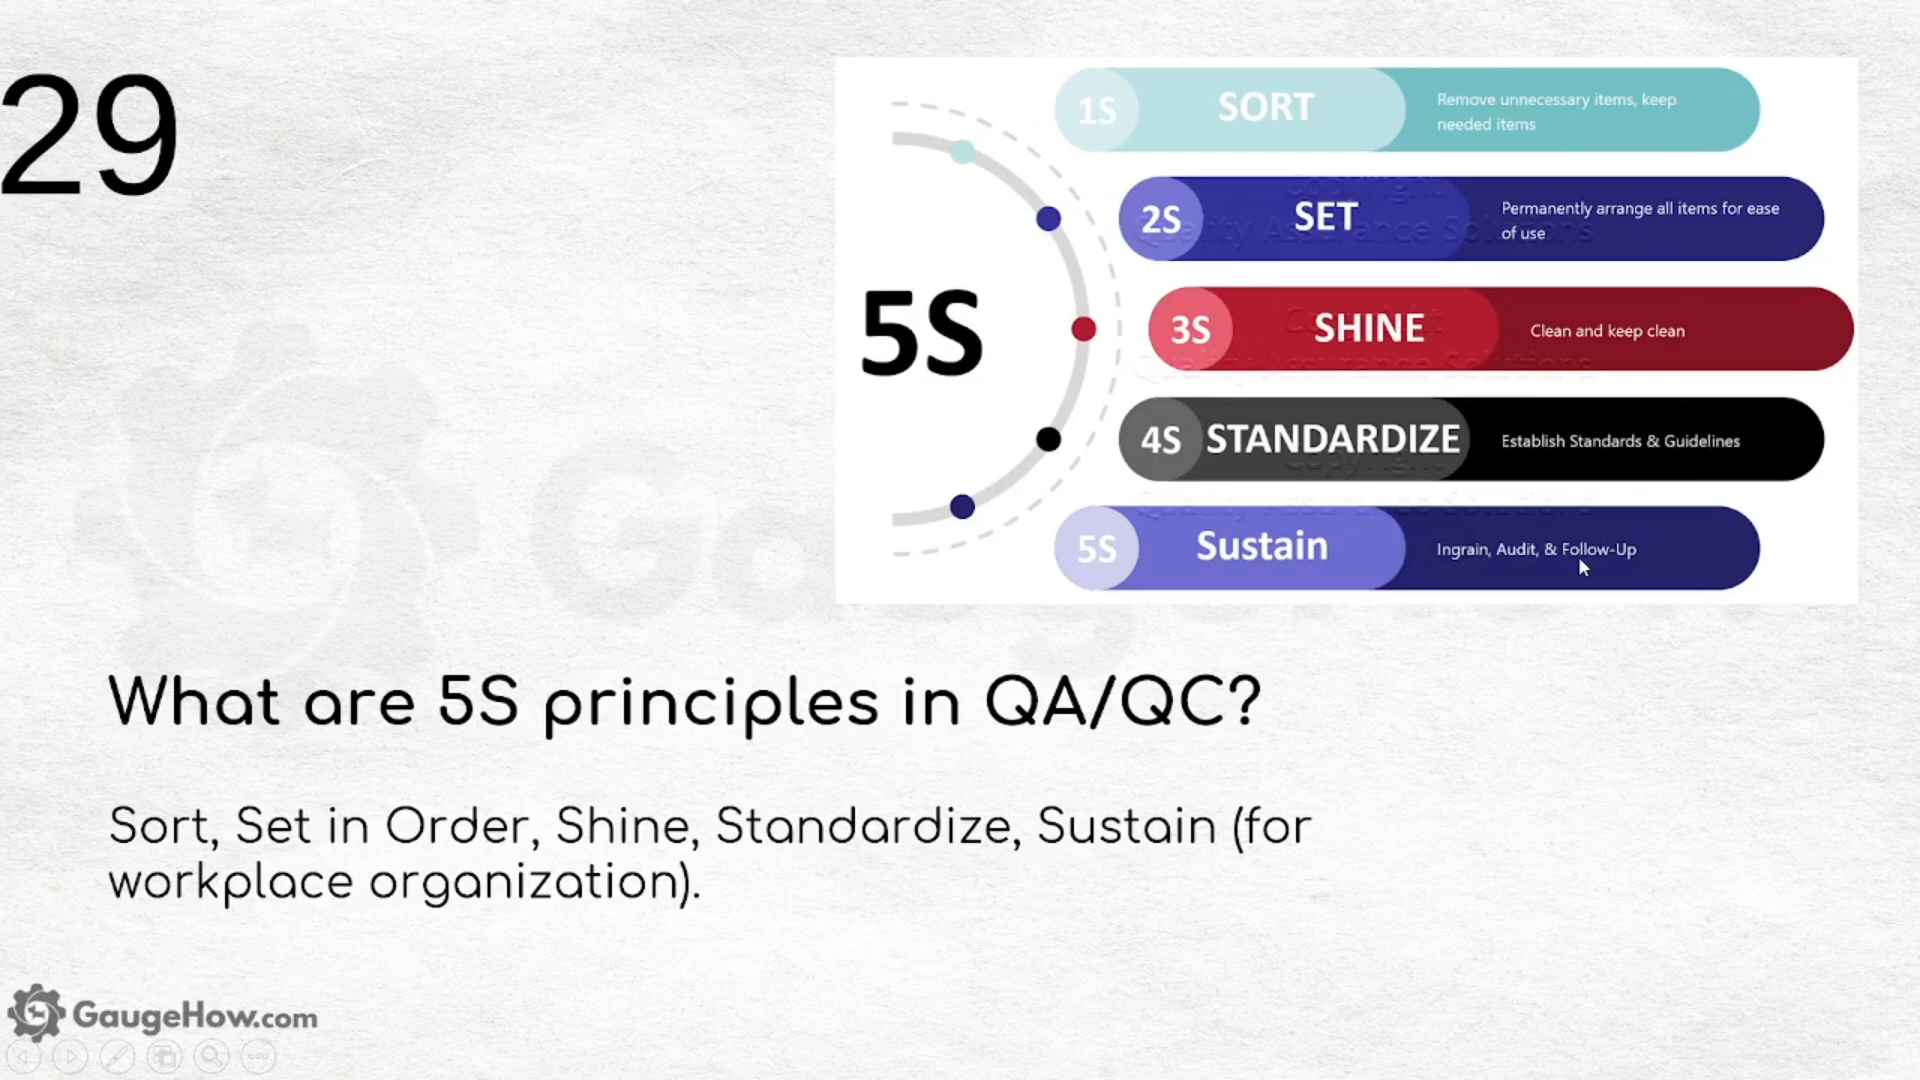 29
5S
1S SORT Remove unnecessary items, keep
needed items
2S SET Permanently arrange all items for ease
of use
3S SHINE Clean and keep clean
4S STANDARDIZE Establish Standards & Guidelines
5S Sustain Ingrain, Audit, & Follow-Up
What are 5S principles in QA/QC?
Sort, Set in Order, Shine, Standardize, Sustain (for
workplace organization).
GaugeHow.com